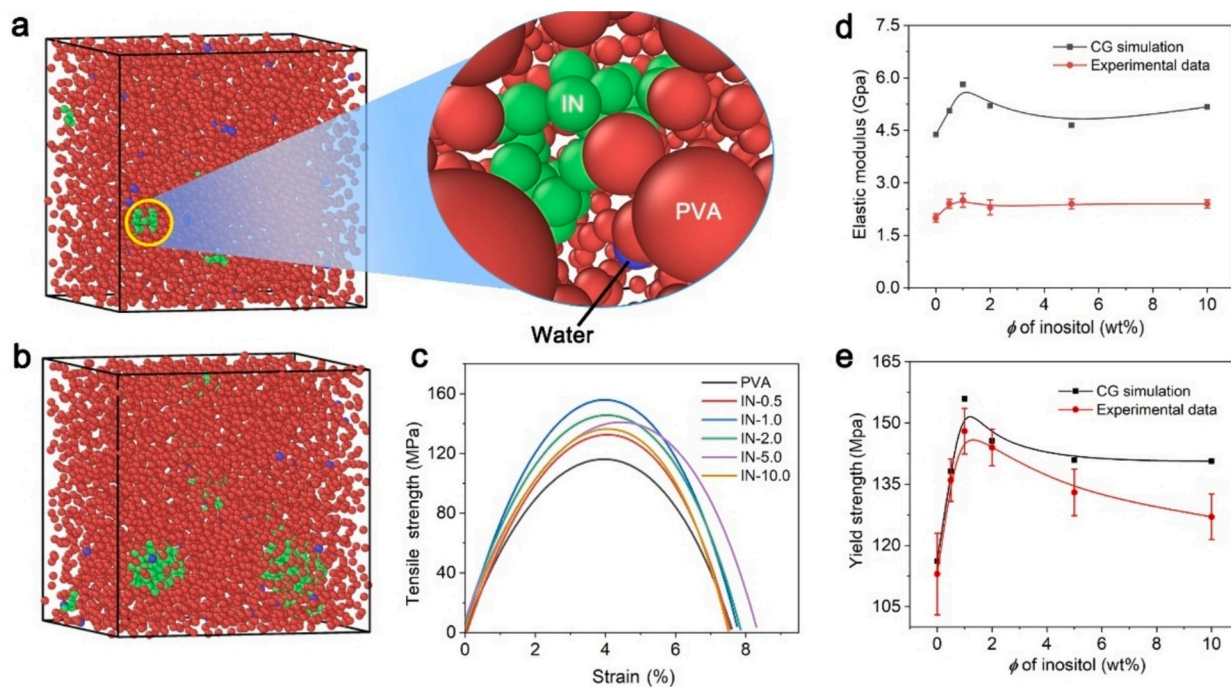 a
IN
PVA
Water
b
c
Tensile strength (MPa)
160
120
80
40
0
PVA
IN-0.5
IN-1.0
IN-2.0
IN-5.0
IN-10.0
0 2 4 6 8
Strain (%)
d
Elastic modulus (Gpa)
7.5
6.0
4.5
3.0
1.5
0.0
CG simulation
Experimental data
0 2 4 6 8 10
ϕ of inositol (wt%)
e
Yield strength (Mpa)
165
150
135
120
105
CG simulation
Experimental data
0 2 4 6 8 10
ϕ of inositol (wt%)